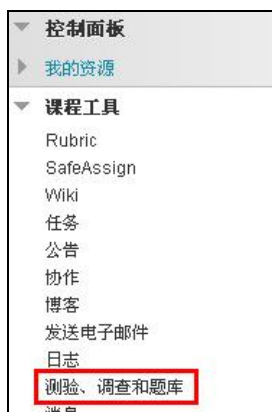 控制面板
我的资源
课程工具
Rubric
SafeAssign
Wiki
任务
公告
协作
博客
发送电子邮件
日志
测验、调查和题库